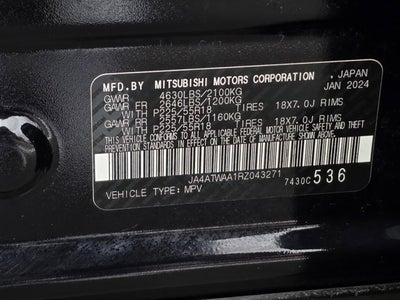 MFD.BY MITSUBISHI MOTORS CORPORATION, JAPAN
GVWR 4630LBS/2100KG JAN 2024
GAWR FR 2646LBS/1200KG
WITH P225/55R18 TIRES 18X7.0J RIMS
GAWR RR 2557LBS/1160KG
WITH P225/55R18 TIRES 18X7.0J RIMS
THIS VEHICLE CONFORMS TO ALL APPLICABLE FEDERAL MOTOR VEHICLE SAFETY
AND THEFT PREVENTION STANDARDS IN EFFECT ON THE DATE OF MANUFACTURE SHOWN ABOVE.
JA4ATWAA1RZ043271 7430C 536
VEHICLE TYPE: MPV